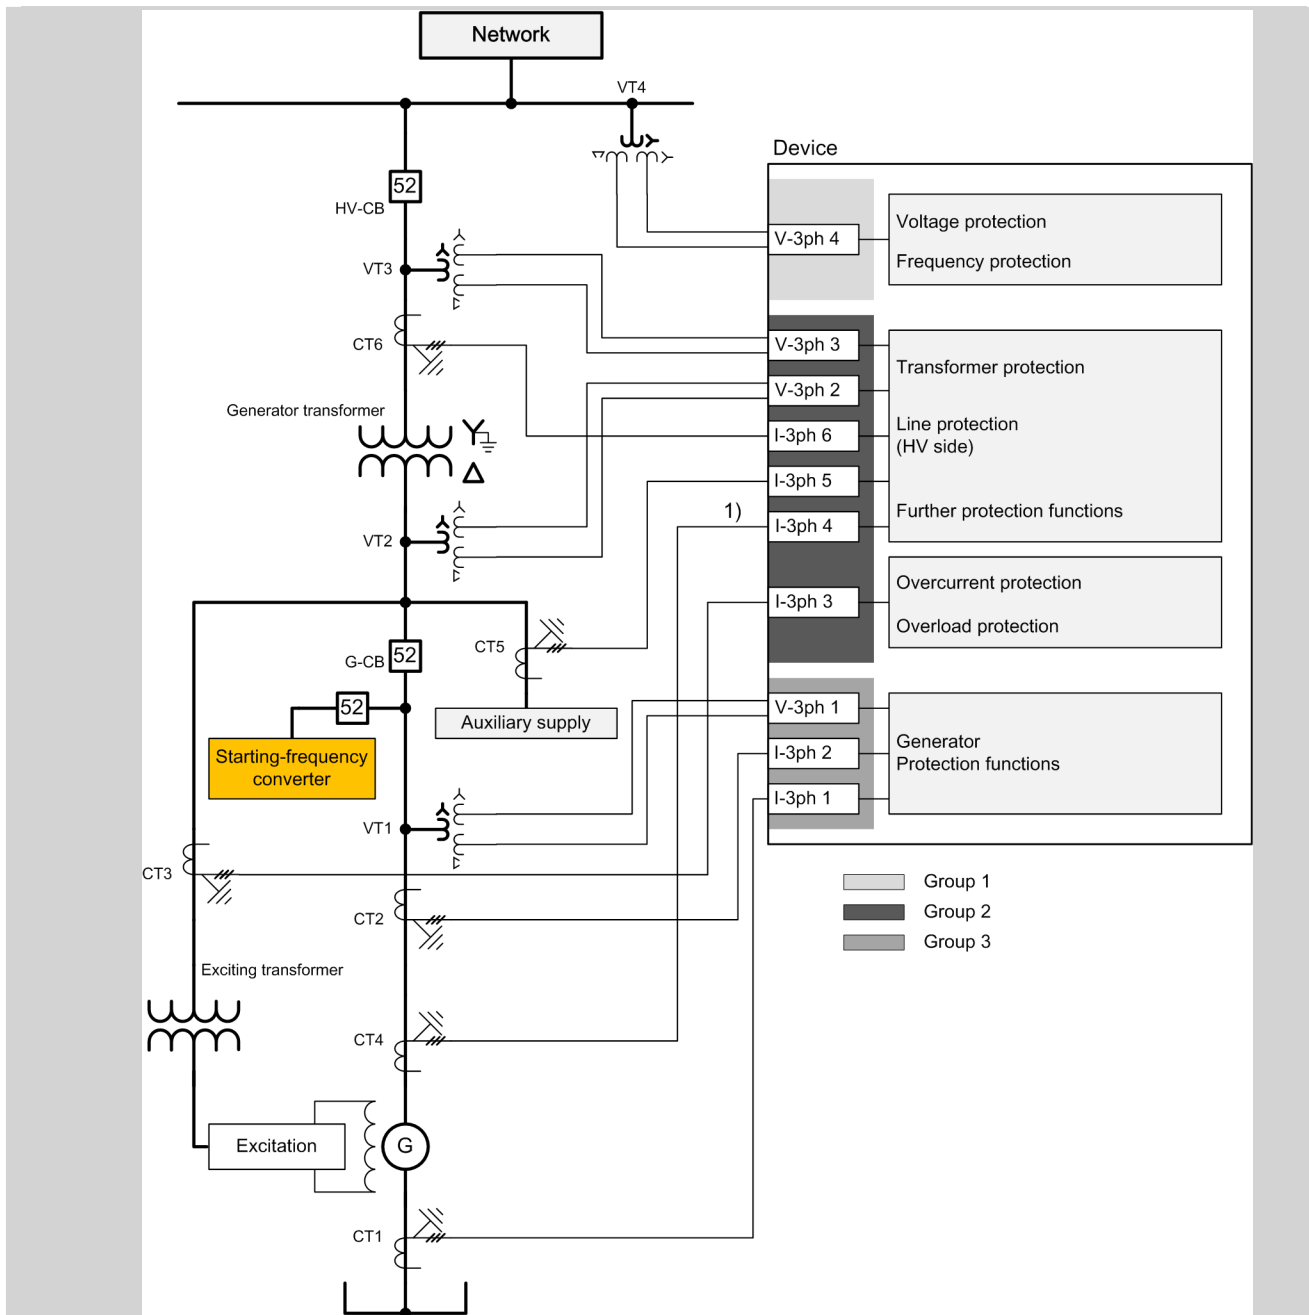 Network
VT4
Device
52
HV-CB
Voltage protection
V-3ph 4
Frequency protection
VT3
CT6
V-3ph 3
Transformer protection
V-3ph 2
Generator transformer
Line protection
(HV side)
I-3ph 6
I-3ph 5
1)
Further protection functions
I-3ph 4
VT2
Overcurrent protection
I-3ph 3
Overload protection
CT5
G-CB
52
52
Auxiliary supply
V-3ph 1
Starting-frequency
converter
Generator
Protection functions
I-3ph 2
I-3ph 1
VT1
CT3
Group 1
Group 2
Group 3
CT2
Exciting transformer
CT4
Excitation
G
CT1